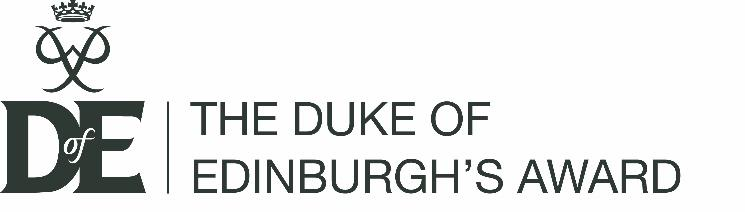 DofE
THE DUKE OF
EDINBURGH'S AWARD